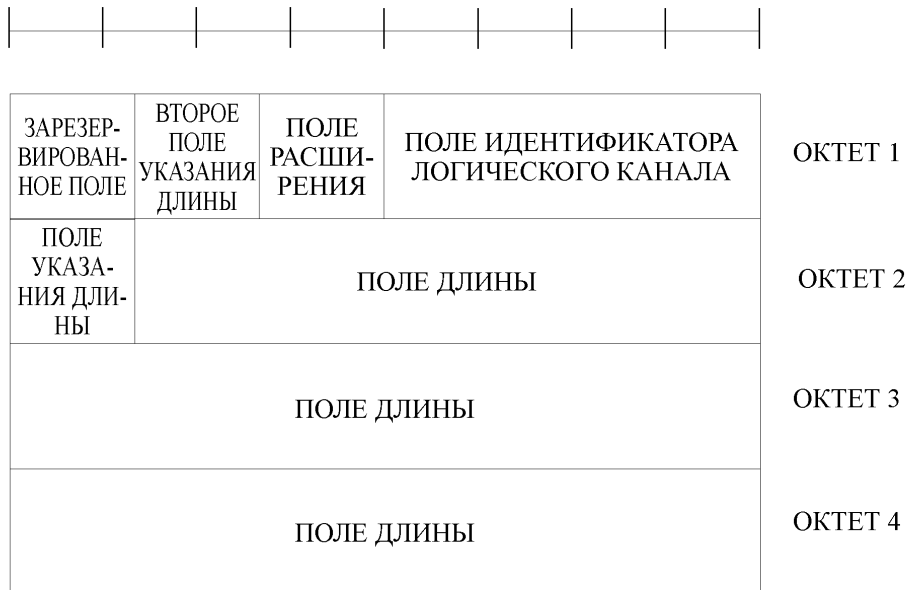 ЗАРЕЗЕР-
ВИРОВАН-
НОЕ ПОЛЕ
ВТОРОЕ
ПОЛЕ
УКАЗАНИЯ
ДЛИНЫ
ПОЛЕ
РАСШИ-
РЕНИЯ
ПОЛЕ ИДЕНТИФИКАТОРА
ЛОГИЧЕСКОГО КАНАЛА
ОКТЕТ 1
ПОЛЕ
УКАЗА-
НИЯ ДЛИ-
НЫ
ПОЛЕ ДЛИНЫ
ОКТЕТ 2
ПОЛЕ ДЛИНЫ
ОКТЕТ 3
ПОЛЕ ДЛИНЫ
ОКТЕТ 4